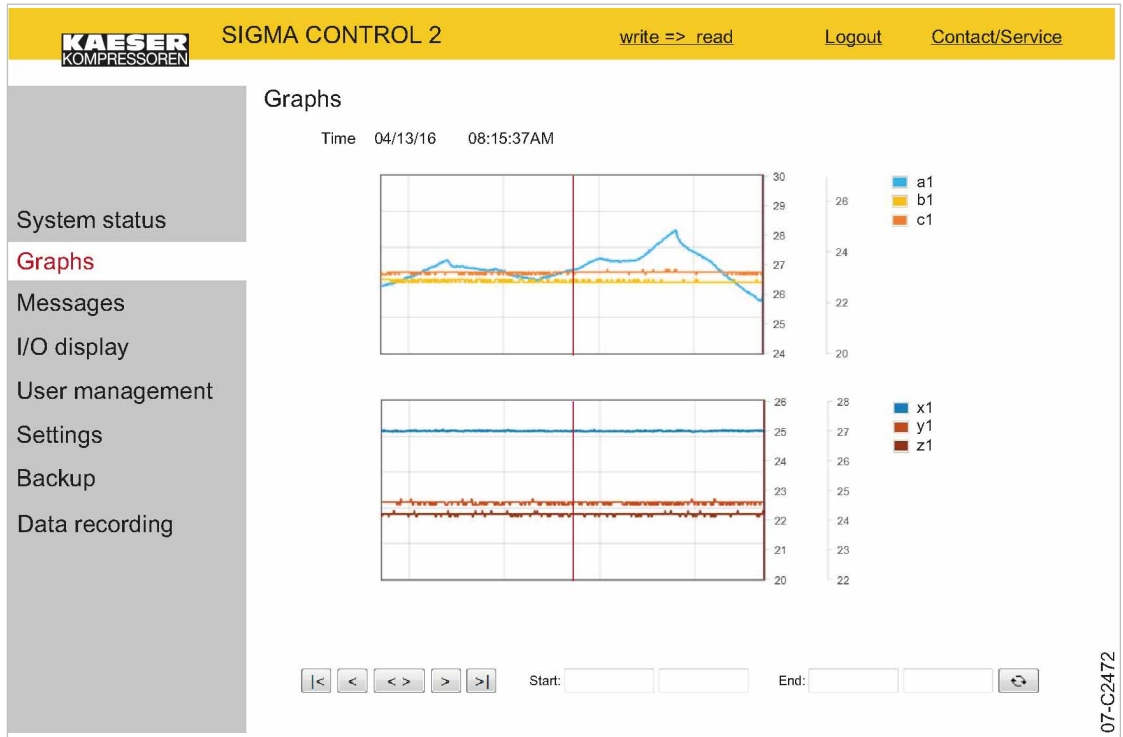 KAESER
KOMPRESSOREN
SIGMA CONTROL 2
write => read
Logout
Contact/Service
System status
Graphs
Messages
I/O display
User management
Settings
Backup
Data recording
Graphs
Time 04/13/16 08:15:37AM
30
29
28
27
26
25
24
26
24
22
20
a1
b1
c1
26
25
24
23
22
21
20
28
27
26
25
24
23
22
x1
y1
z1
|< < < > > >| Start: End:
07-C2472